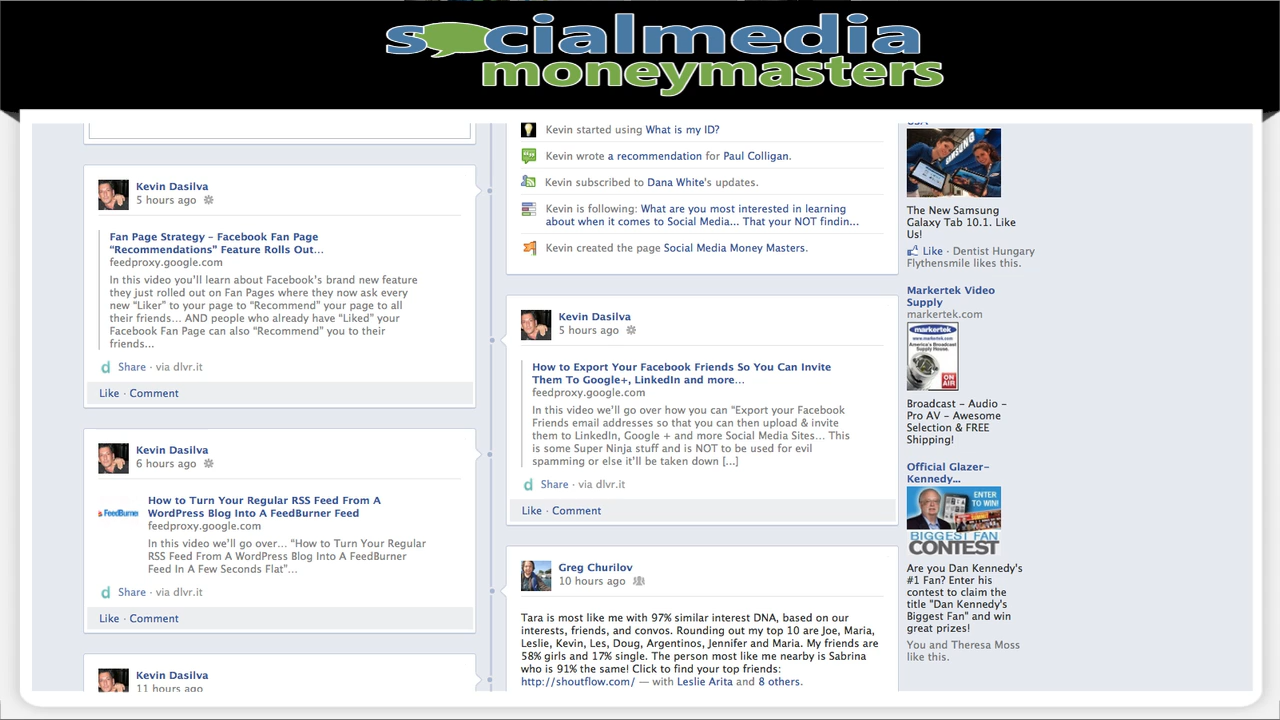 socialmedia
moneymasters
Kevin Dasilva
5 hours ago
Fan Page Strategy – Facebook Fan Page
“Recommendations” Feature Rolls Out...
feedproxy.google.com
In this video you'll learn about Facebook's brand new feature
they just rolled out on Fan Pages where they now ask every
new “Liker” to your page to “Recommend” your page to all
their friends... AND people who already have “Liked” your
Facebook Fan Page can also “Recommend” you to their
friends...
Share · via dlvr.it
Like · Comment
Kevin Dasilva
6 hours ago
FeedBurner
How to Turn Your Regular RSS Feed From A
WordPress Blog Into A FeedBurner Feed
feedproxy.google.com
In this video we'll go over... “How to Turn Your Regular
RSS Feed From A WordPress Blog Into A FeedBurner
Feed In A Few Seconds Flat”...
Share · via dlvr.it
Like · Comment
Kevin Dasilva
11 hours ago
Kevin started using What is my ID?
Kevin wrote a recommendation for Paul Colligan.
Kevin subscribed to Dana White's updates.
Kevin is following: What are you most interested in learning
about when it comes to Social Media... That your NOT findin...
Kevin created the page Social Media Money Masters.
Kevin Dasilva
5 hours ago
How to Export Your Facebook Friends So You Can Invite
Them To Google+, LinkedIn and more...
feedproxy.google.com
In this video we'll go over how you can “Export your Facebook
Friends email addresses so that you can then upload & invite
them to LinkedIn, Google + and more Social Media Sites... This
is some Super Ninja stuff and is NOT to be used for evil
spamming or else it'll be taken down [...]
Share · via dlvr.it
Like · Comment
Greg Churilov
10 hours ago
Tara is most like me with 97% similar interest DNA, based on our
interests, friends, and convos. Rounding out my top 10 are Joe, Maria,
Leslie, Kevin, Les, Doug, Argentinos, Jennifer and Maria. My friends are
58% girls and 17% single. The person most like me nearby is Sabrina
who is 91% the same! Click to find your top friends:
http://shoutflow.com/ — with Leslie Arita and 8 others.
USA
SAMSUNG
The New Samsung
Galaxy Tab 10.1. Like
Us!
Like · Dentist Hungary
Flythensmile likes this.
Markertek Video
Supply
markertek.com
markertek
www.markertek.com
America's Broadcast
Supply House.
ON
AIR
Broadcast – Audio –
Pro AV – Awesome
Selection & FREE
Shipping!
Official Glazer-
Kennedy...
ENTER
TO WIN!
BIGGEST FAN
CONTEST
Are you Dan Kennedy's
#1 Fan? Enter his
contest to claim the
title "Dan Kennedy's
Biggest Fan" and win
great prizes!
You and Theresa Moss
like this.